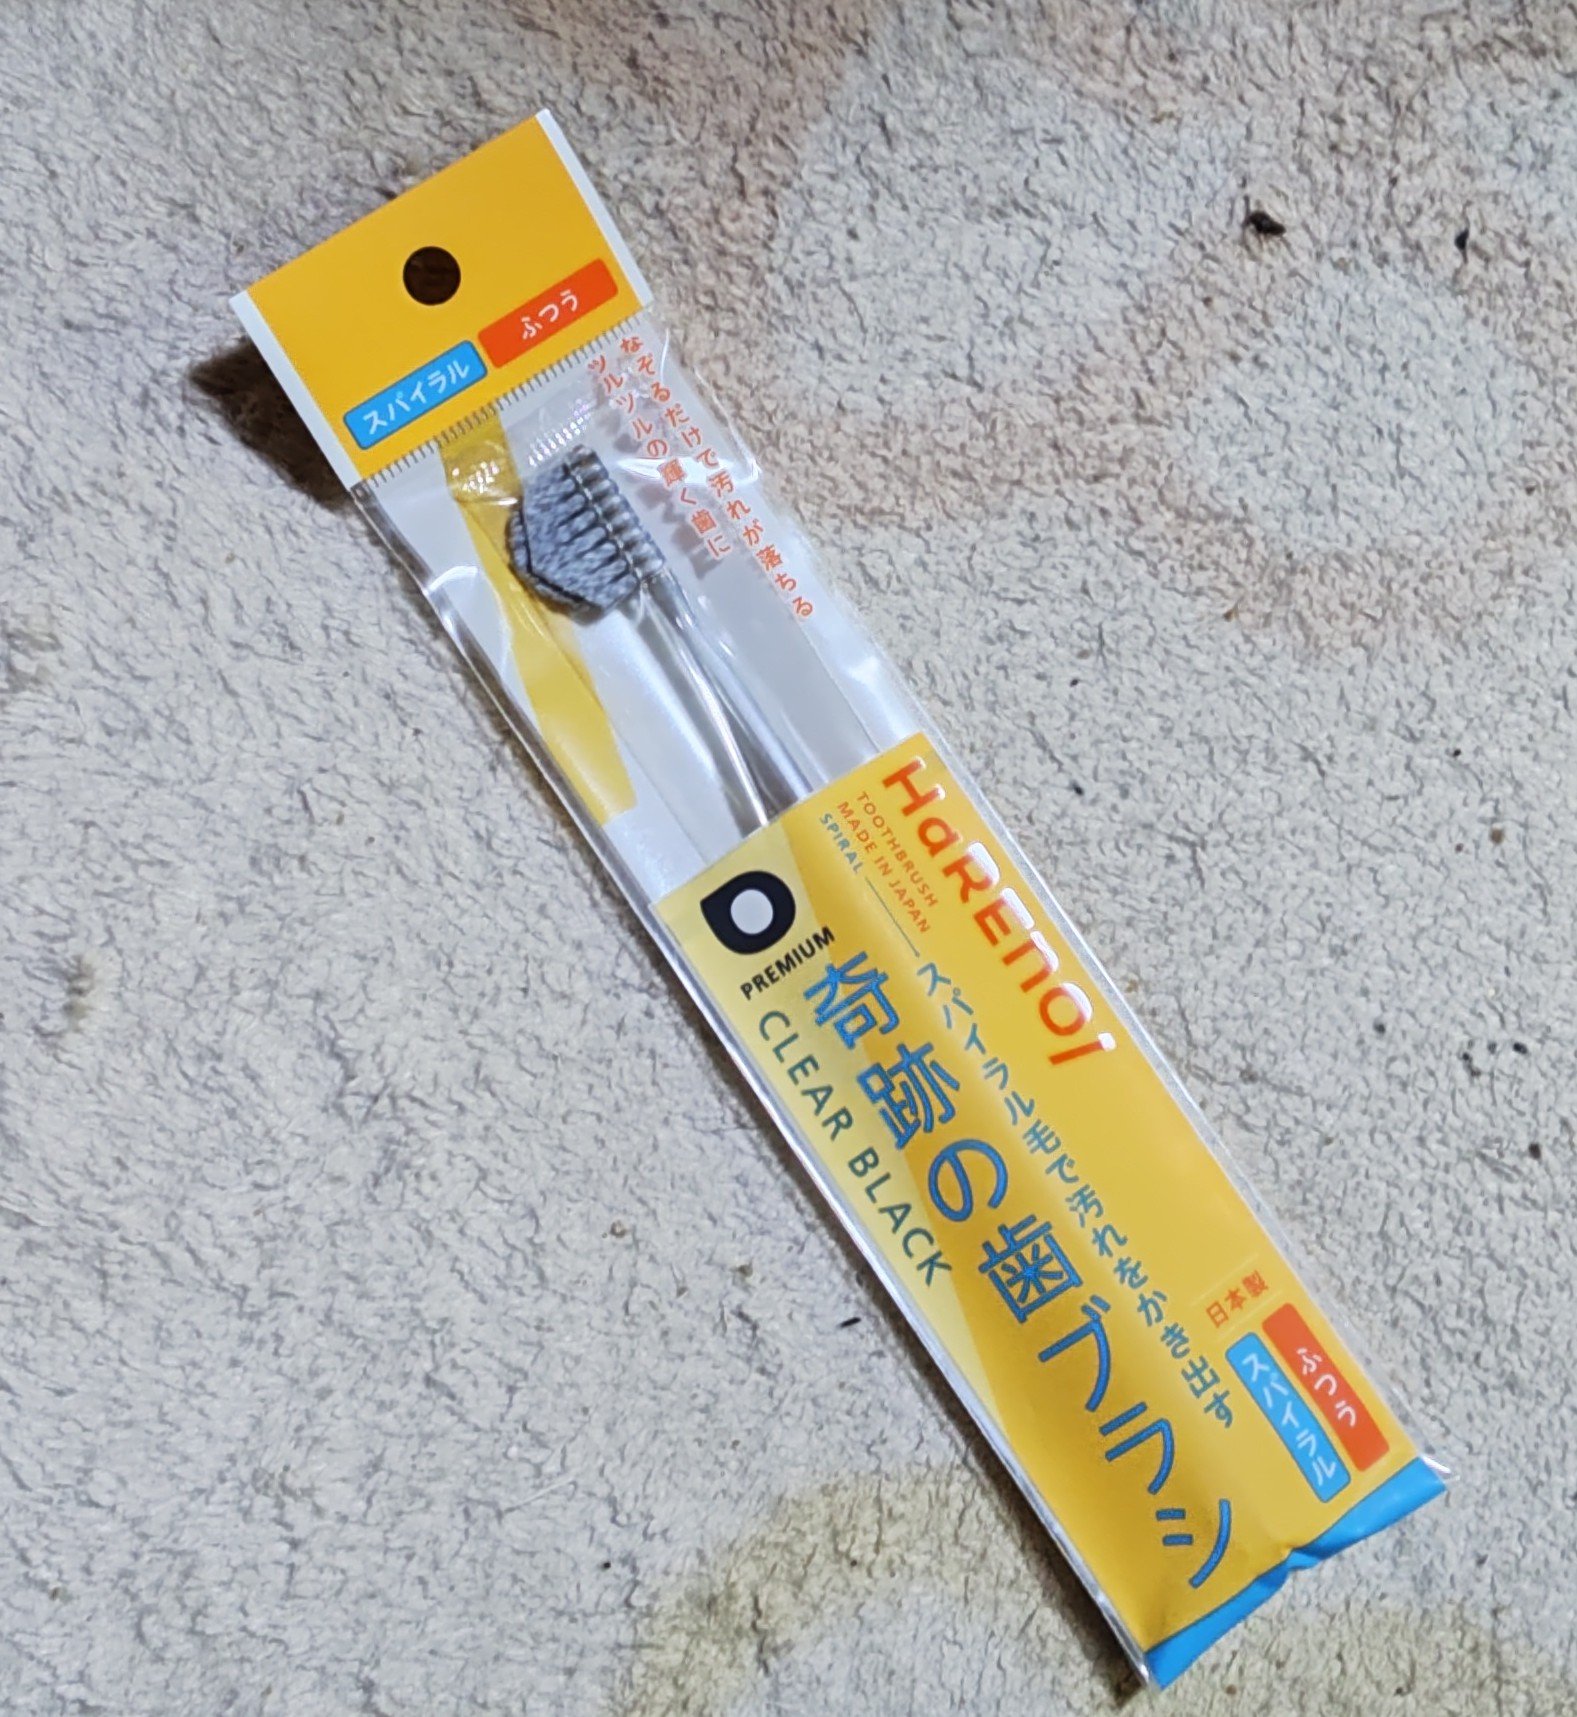 スパイラル
ふつう
なぞるだけで汚れが落ちる
ツルツルの輝く歯に
HaREnoi
TOOTHBRUSH
MADE IN JAPAN
SPIRAL
スパイラル毛で汚れをかき出す
PREMIUM
奇跡の歯ブラシ
CLEAR BLACK
日本製
ふつう
スパイラル